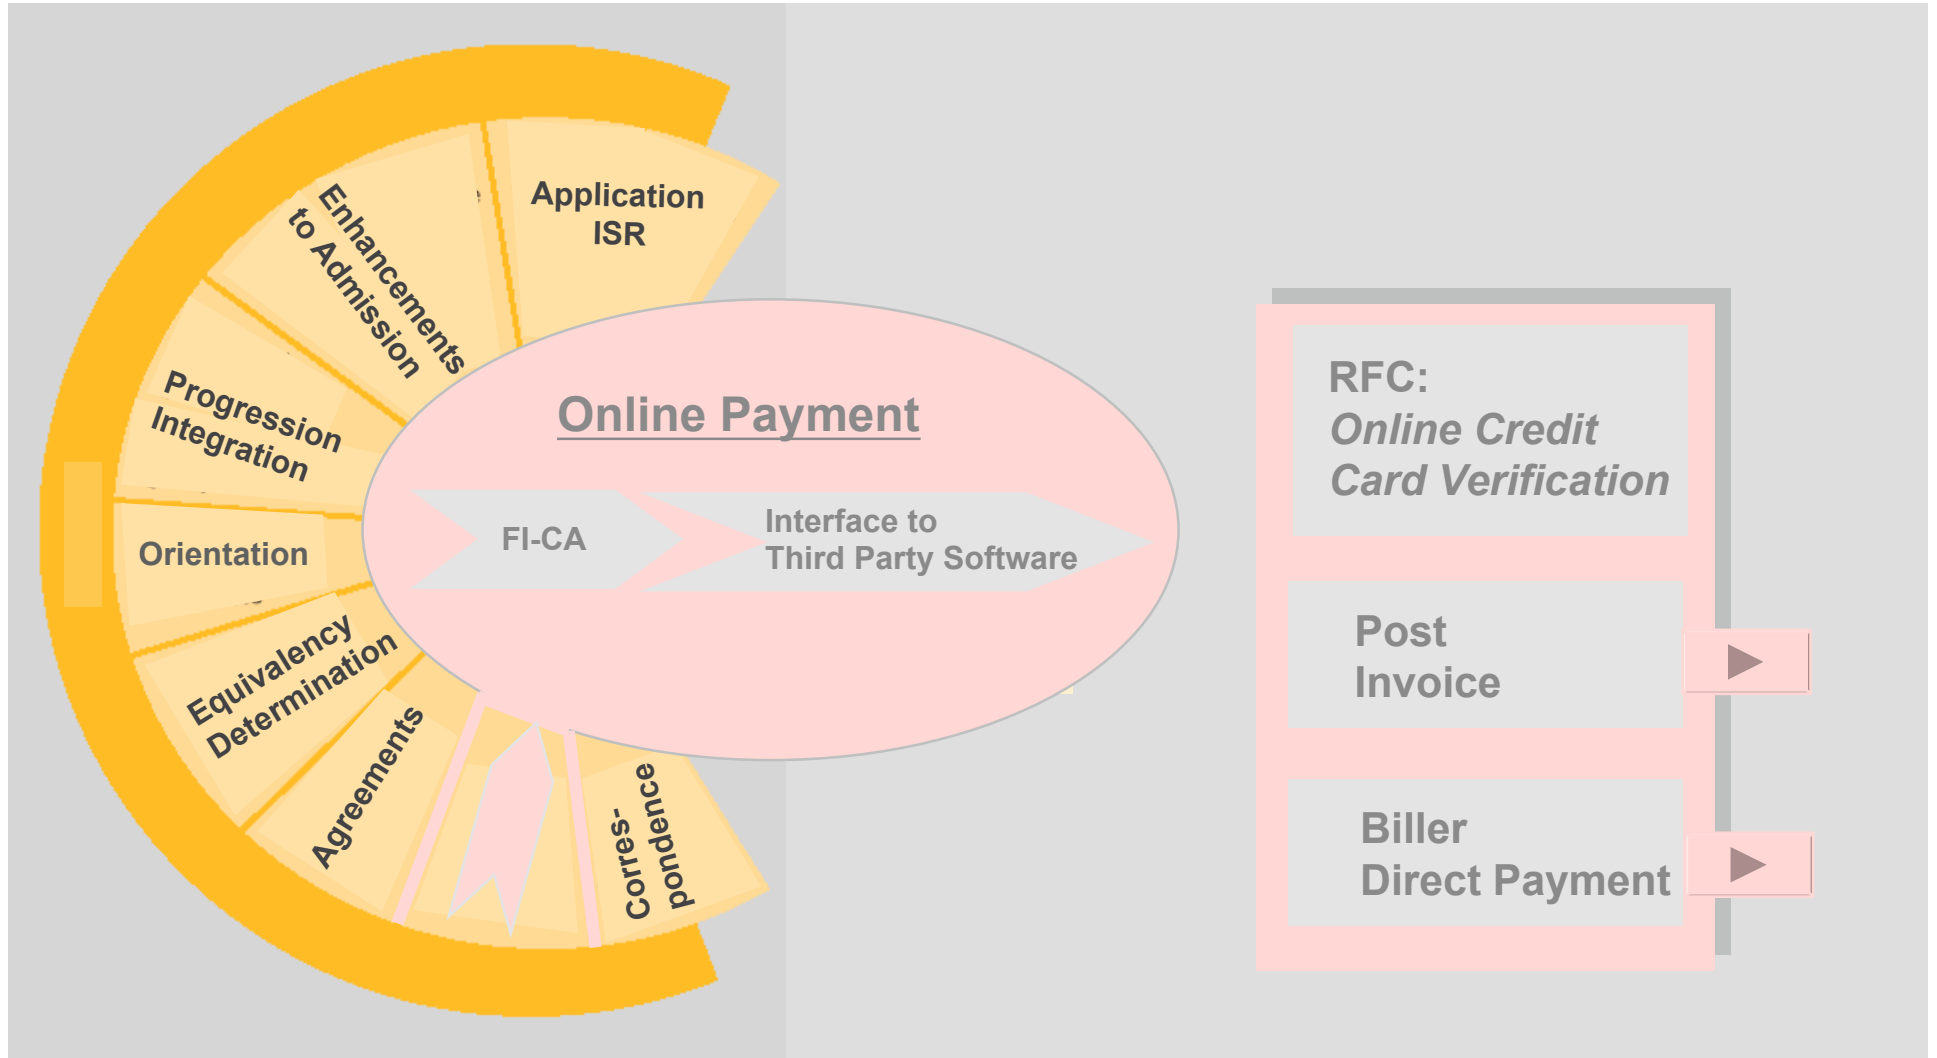 Application
ISR
Enhancements
to Admission
Progression
Integration
Orientation
Equivalency
Determination
Agreements
Corres-
pondence
Online Payment
FI-CA
Interface to
Third Party Software
RFC:
Online Credit
Card Verification
Post
Invoice
Biller
Direct Payment